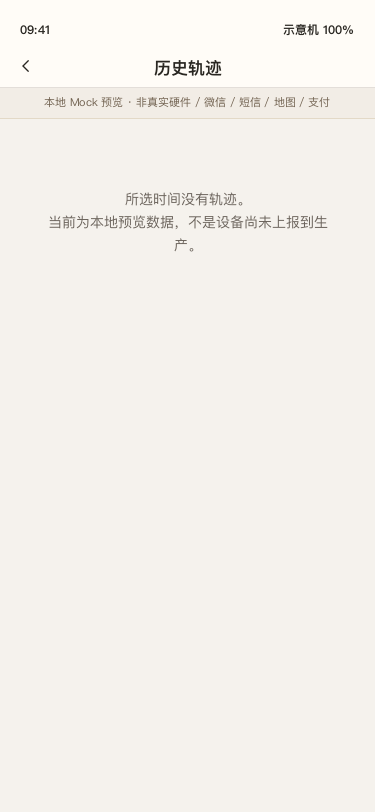 09:41
示意机 100%
历史轨迹
本地 Mock 预览 · 非真实硬件 / 微信 / 短信 / 地图 / 支付
所选时间没有轨迹。
当前为本地预览数据，不是设备尚未上报到生
产。